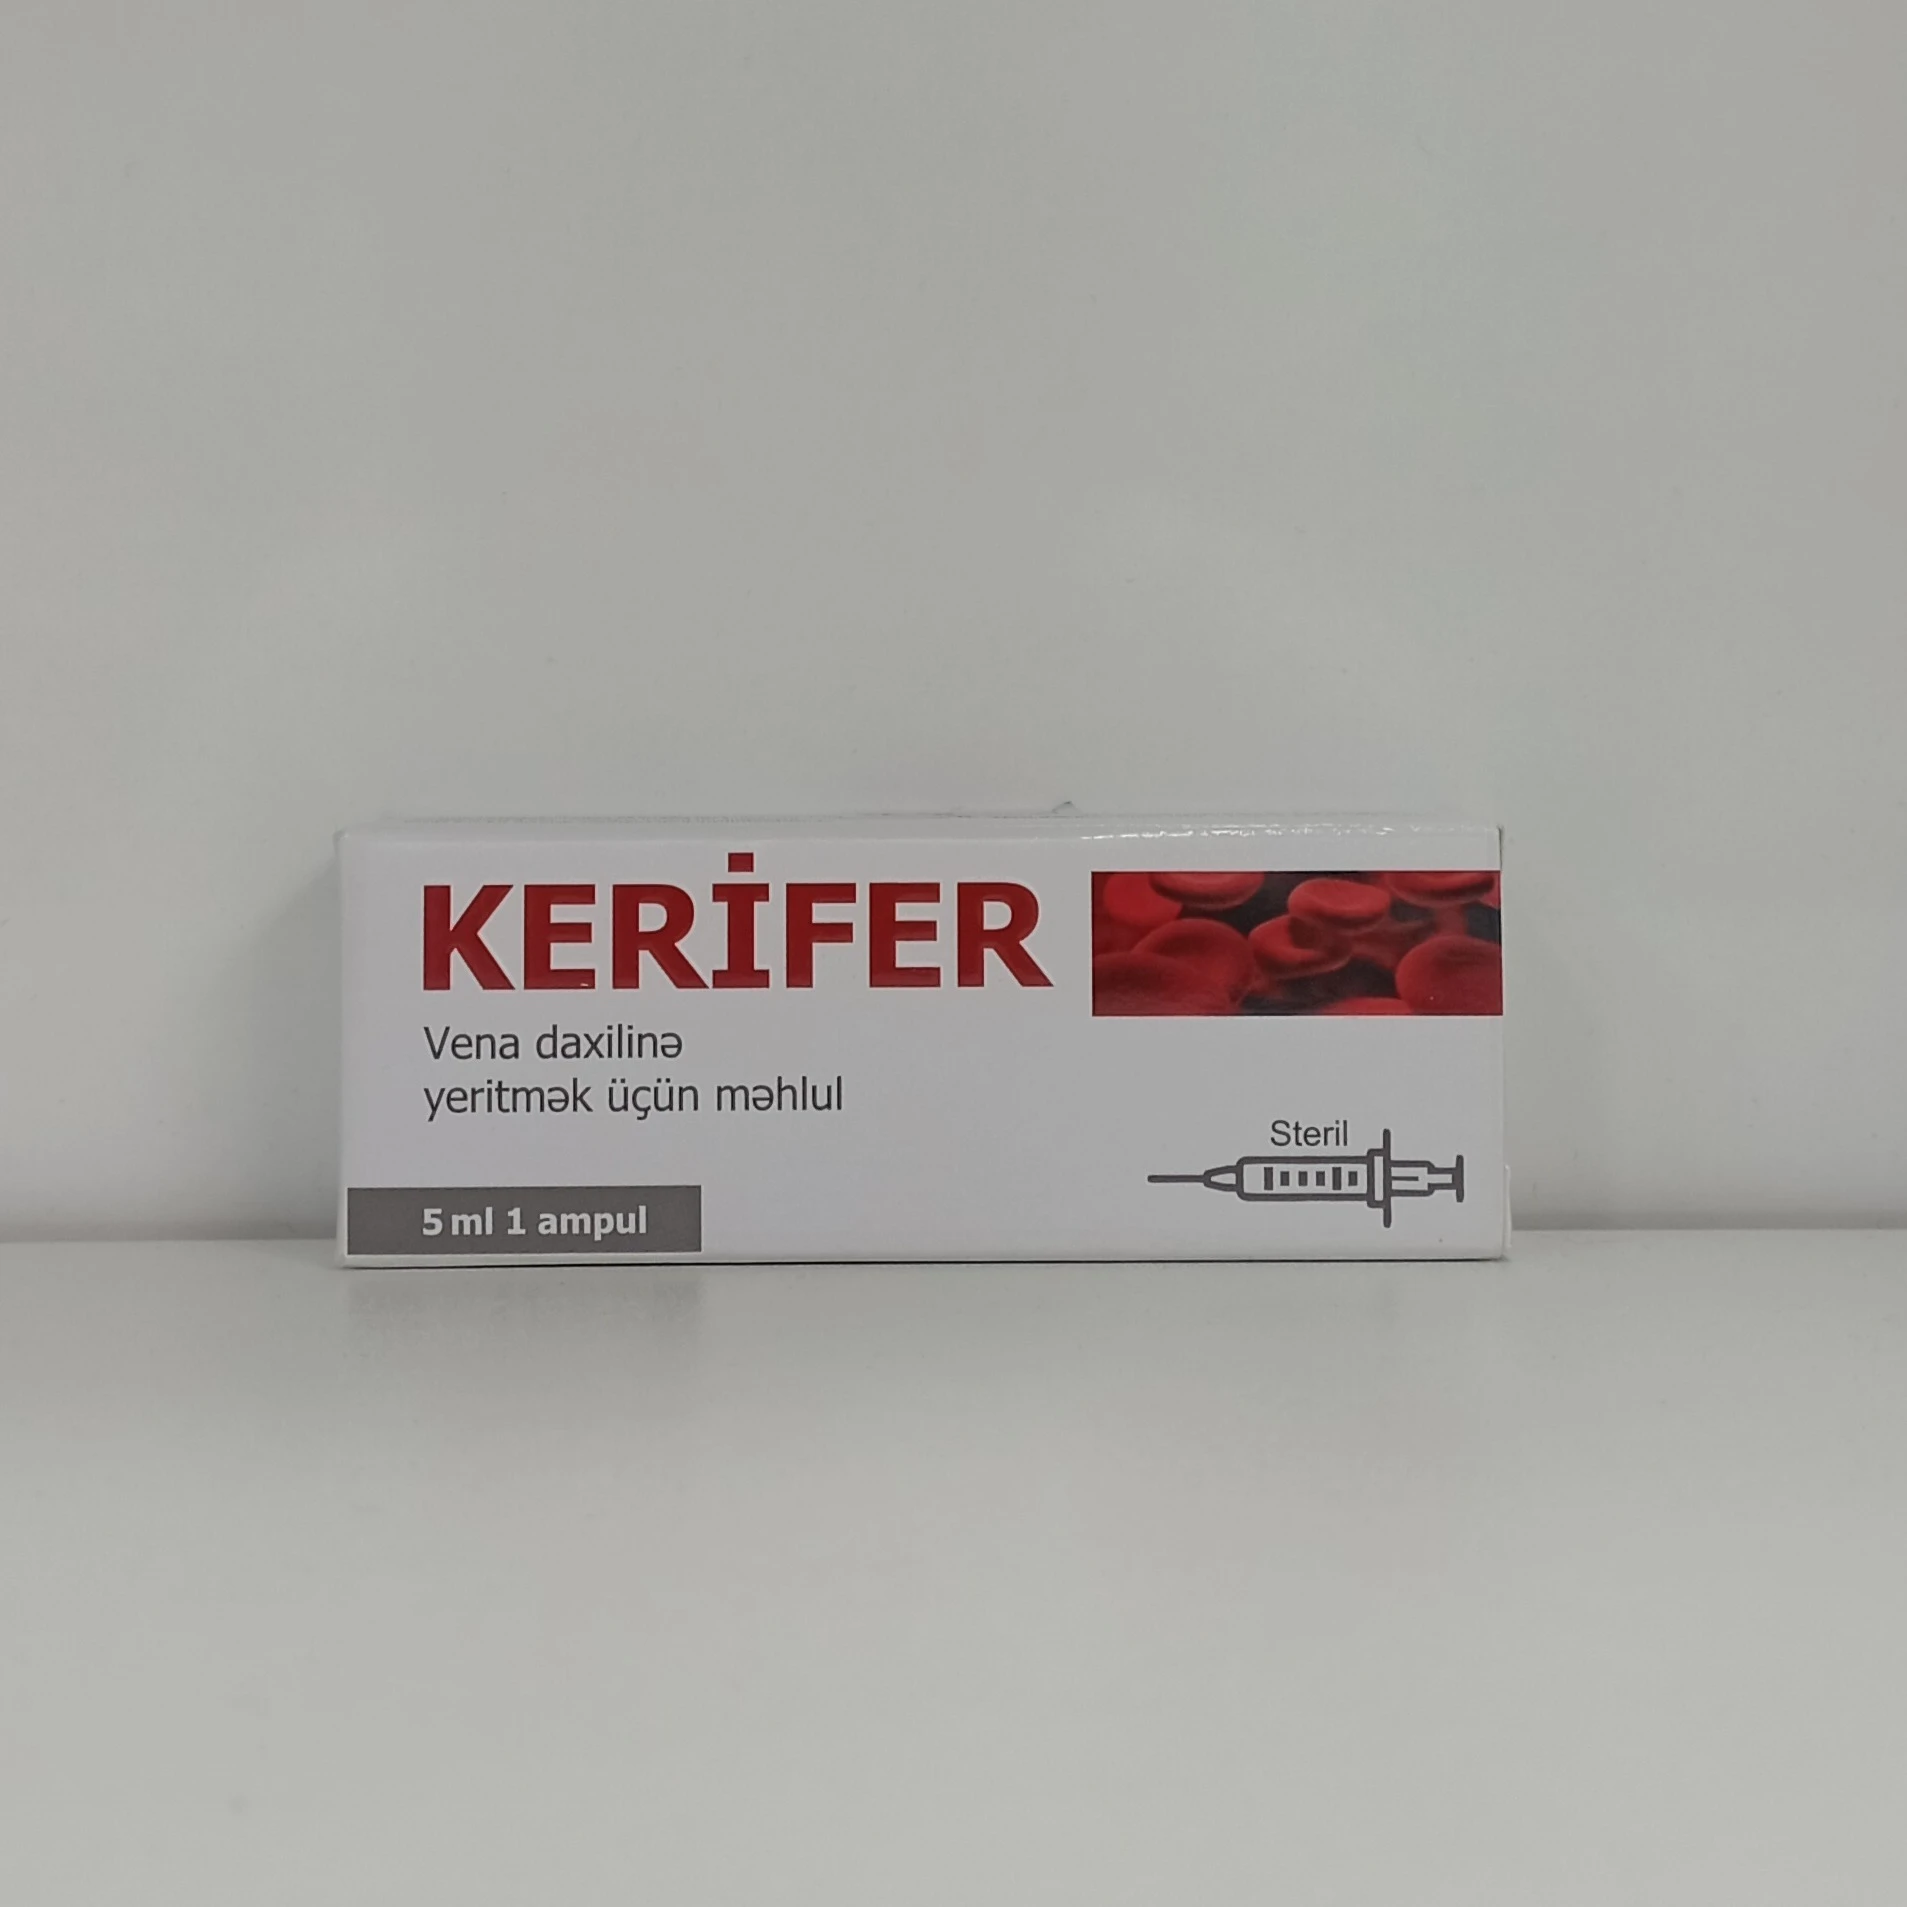 KERİFER
Vena daxilinə
yeritmək üçün məhlul
Steril
5 ml 1 ampul